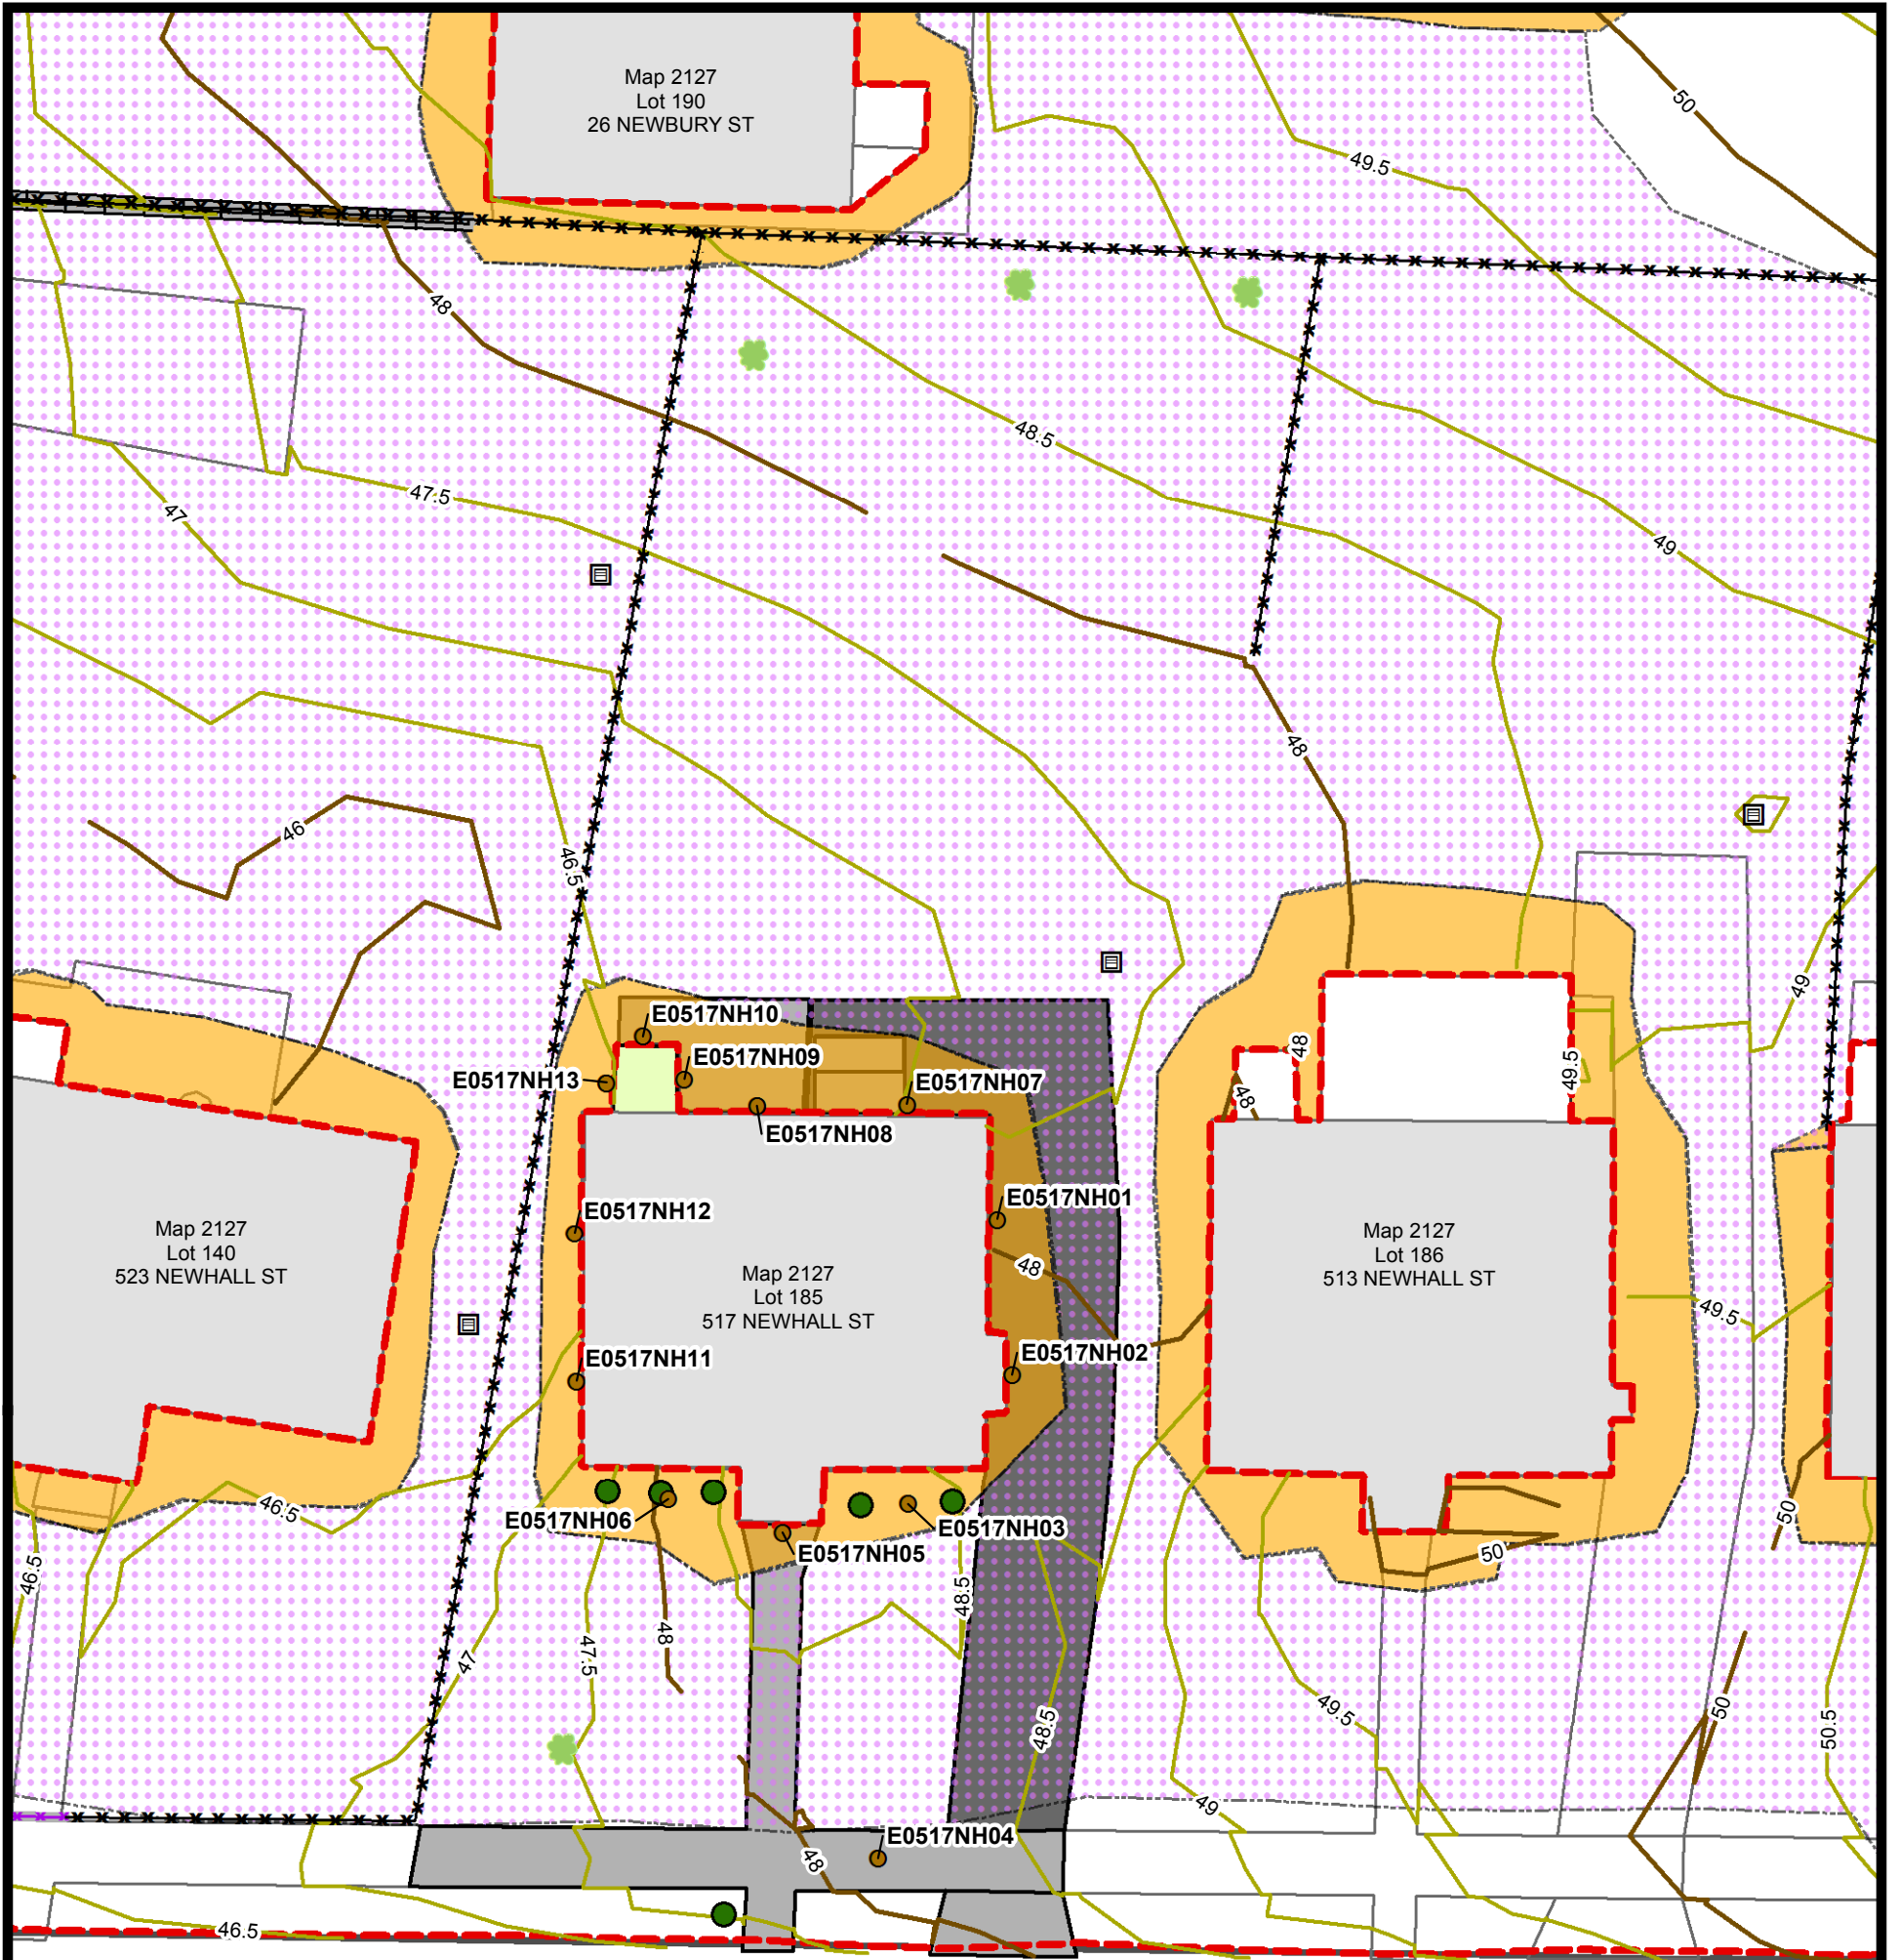 Map 2127
Lot 190
26 NEWBURY ST
50
49.5
48
48.5
47.5
47
49
48
46
46.5
49
E0517NH10
E0517NH09
E0517NH13
E0517NH07
E0517NH08
48
48
49.5
E0517NH12
E0517NH01
Map 2127
Lot 140
523 NEWHALL ST
Map 2127
Lot 185
517 NEWHALL ST
Map 2127
Lot 186
513 NEWHALL ST
48
49.5
E0517NH11
E0517NH02
46.5
E0517NH06
E0517NH03
E0517NH05
50
50
46.5
48.5
48
47.5
47
49.5
50
50.5
48.5
49
E0517NH04
48
46.5